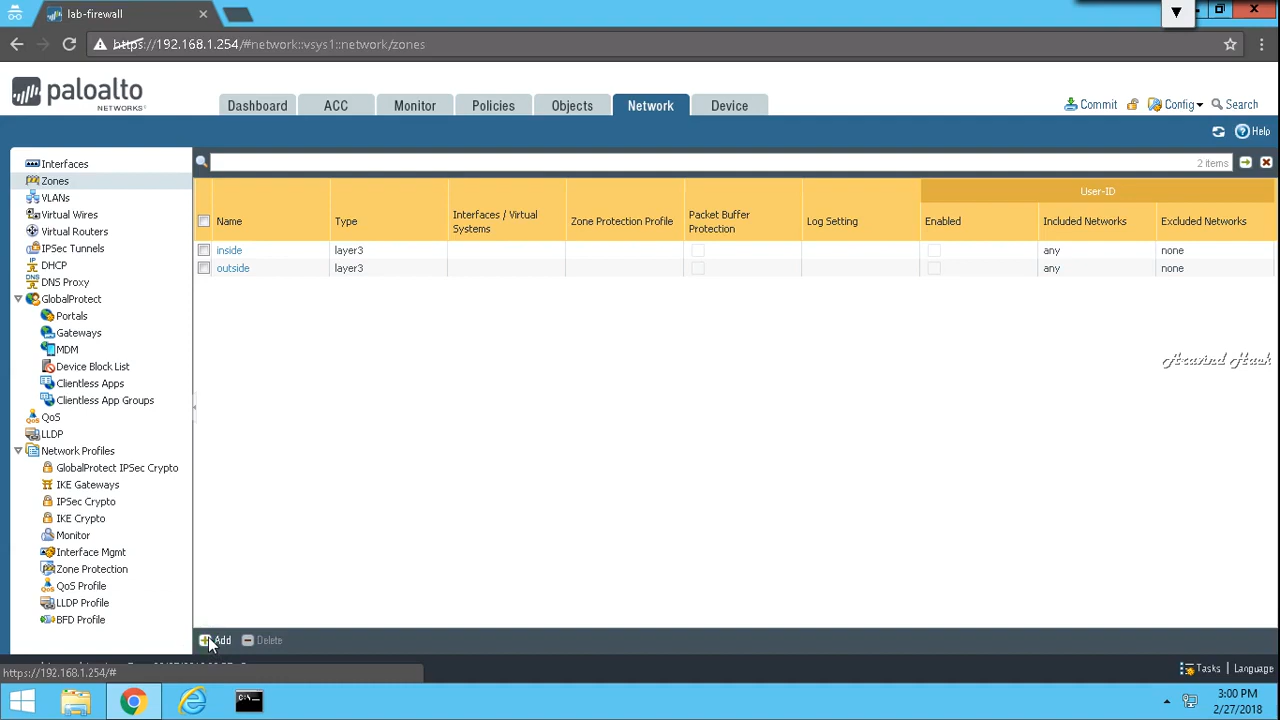 lab-firewall
https://192.168.1.254/#network::vsys1::network/zones
paloalto
NETWORKS
Dashboard
ACC
Monitor
Policies
Objects
Network
Device
Commit
Config
Search
Help
Interfaces
Zones
VLANs
Virtual Wires
Virtual Routers
IPSec Tunnels
DHCP
DNS Proxy
GlobalProtect
Portals
Gateways
MDM
Device Block List
Clientless Apps
Clientless App Groups
QoS
LLDP
Network Profiles
GlobalProtect IPSec Crypto
IKE Gateways
IPSec Crypto
IKE Crypto
Monitor
Interface Mgmt
Zone Protection
QoS Profile
LLDP Profile
BFD Profile
2 items
User-ID
Name
Type
Interfaces / Virtual
Systems
Zone Protection Profile
Packet Buffer
Protection
Log Setting
Enabled
Included Networks
Excluded Networks
inside layer3 any none
outside layer3 any none
Aravind Hask
Add
Delete
https://192.168.1.254/#
Tasks
Language
3:00 PM
2/27/2018